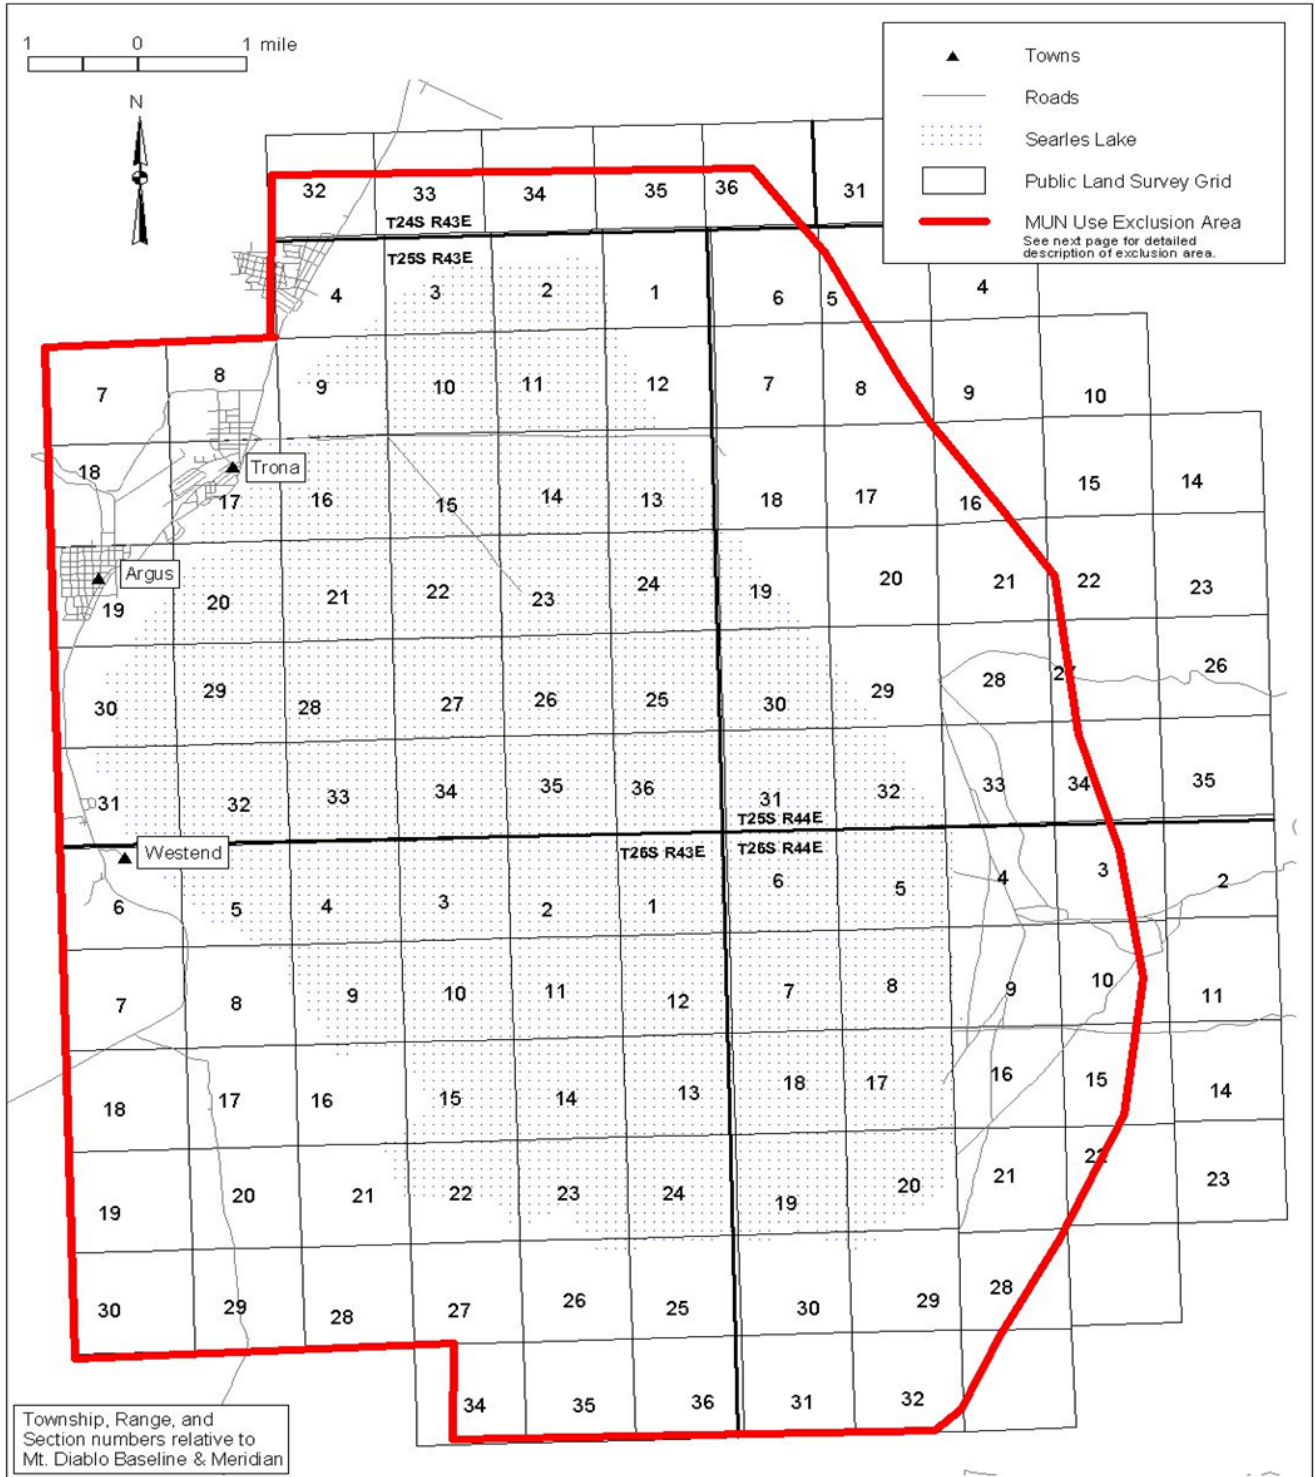 1 0 1 mile
N
Towns
Roads
Searles Lake
Public Land Survey Grid
MUN Use Exclusion Area
See next page for detailed
description of exclusion area.
32 33 34 35 36 31
T24S R43E
T25S R43E
4 3 2 1 6 5 4
7 8 9 10 11 12 7 8 9 10
18 17 16 15 14 13 18 17 16 15 14
Trona
Argus
19 20 21 22 23 24 19 20 21 22 23
30 29 28 27 26 25 30 29 28 27 26
31 32 33 34 35 36 31 32 33 34 35
T25S R44E
Westend
T26S R43E T26S R44E
6 5 4 3 2 1 6 5 4 3 2
7 8 9 10 11 12 7 8 9 10 11
18 17 16 15 14 13 18 17 16 15 14
19 20 21 22 23 24 19 20 21 22 23
30 29 28 27 26 25 30 29 28
34 35 36 31 32
Township, Range, and
Section numbers relative to
Mt. Diablo Baseline & Meridian